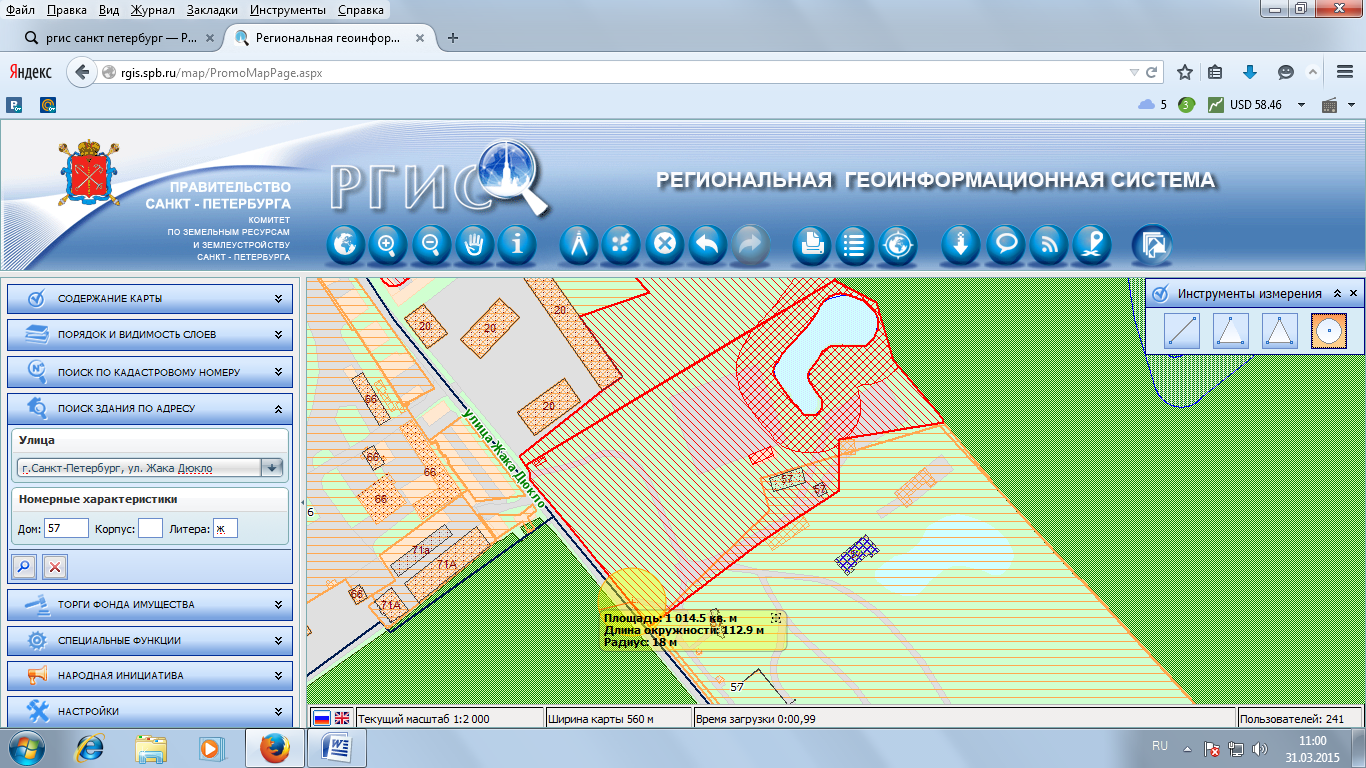 Файл Правка Вид Журнал Закладки Инструменты Справка
ргис санкт петербург — Р...
Региональная геоинфор...
Яндекс
rgis.spb.ru/map/PromoMapPage.aspx
5
3
USD 58.46
ПРАВИТЕЛЬСТВО
САНКТ - ПЕТЕРБУРГА
КОМИТЕТ
ПО ЗЕМЕЛЬНЫМ РЕСУРСАМ
И ЗЕМЛЕУСТРОЙСТВУ
САНКТ - ПЕТЕРБУРГА
РГИС
РЕГИОНАЛЬНАЯ ГЕОИНФОРМАЦИОННАЯ СИСТЕМА
СОДЕРЖАНИЕ КАРТЫ
ПОРЯДОК И ВИДИМОСТЬ СЛОЕВ
ПОИСК ПО КАДАСТРОВОМУ НОМЕРУ
ПОИСК ЗДАНИЯ ПО АДРЕСУ
Улица
г.Санкт-Петербург, ул. Жака Дюкло
Номерные характеристики
Дом: 57 Корпус: Литера: ж
ТОРГИ ФОНДА ИМУЩЕСТВА
СПЕЦИАЛЬНЫЕ ФУНКЦИИ
НАРОДНАЯ ИНИЦИАТИВА
НАСТРОЙКИ
Инструменты измерения
20
20
20
20
66
66
66
66
6
71а
71А
71А
66
улица Жака Дюкло
57
57
57
Площадь: 1 014.5 кв. м
Длина окружности: 112.9 м
Радиус: 18 м
Текущий масштаб 1:2 000
Ширина карты 560 м
Время загрузки 0:00,99
Пользователей: 241
RU
11:00
31.03.2015